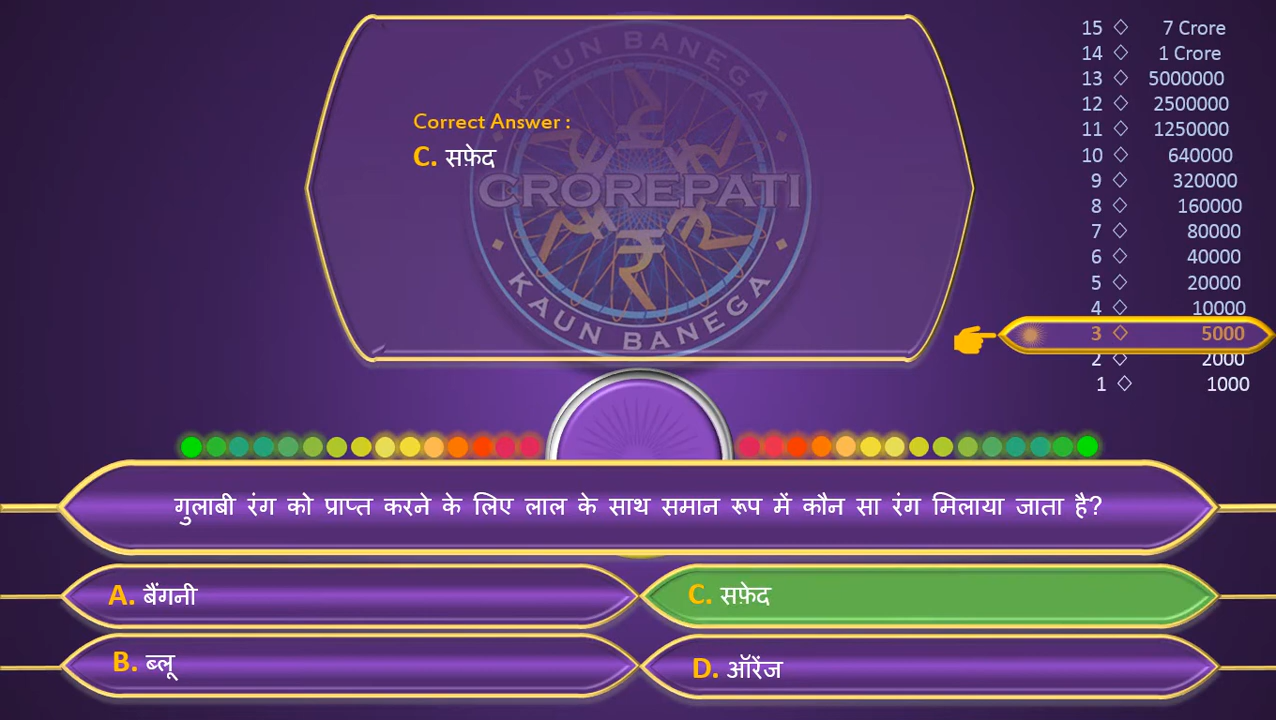 KAUN BANEGA
CROREPATI
KAUN BANEGA
Correct Answer :
C. सफ़ेद
15 ◇ 7 Crore
14 ◇ 1 Crore
13 ◇ 5000000
12 ◇ 2500000
11 ◇ 1250000
10 ◇ 640000
9 ◇ 320000
8 ◇ 160000
7 ◇ 80000
6 ◇ 40000
5 ◇ 20000
4 ◇ 10000
3 ◇ 5000
2 ◇ 2000
1 ◇ 1000
गुलाबी रंग को प्राप्त करने के लिए लाल के साथ समान रूप में कौन सा रंग मिलाया जाता है?
A. बैंगनी
C. सफ़ेद
B. ब्लू
D. ऑरेंज